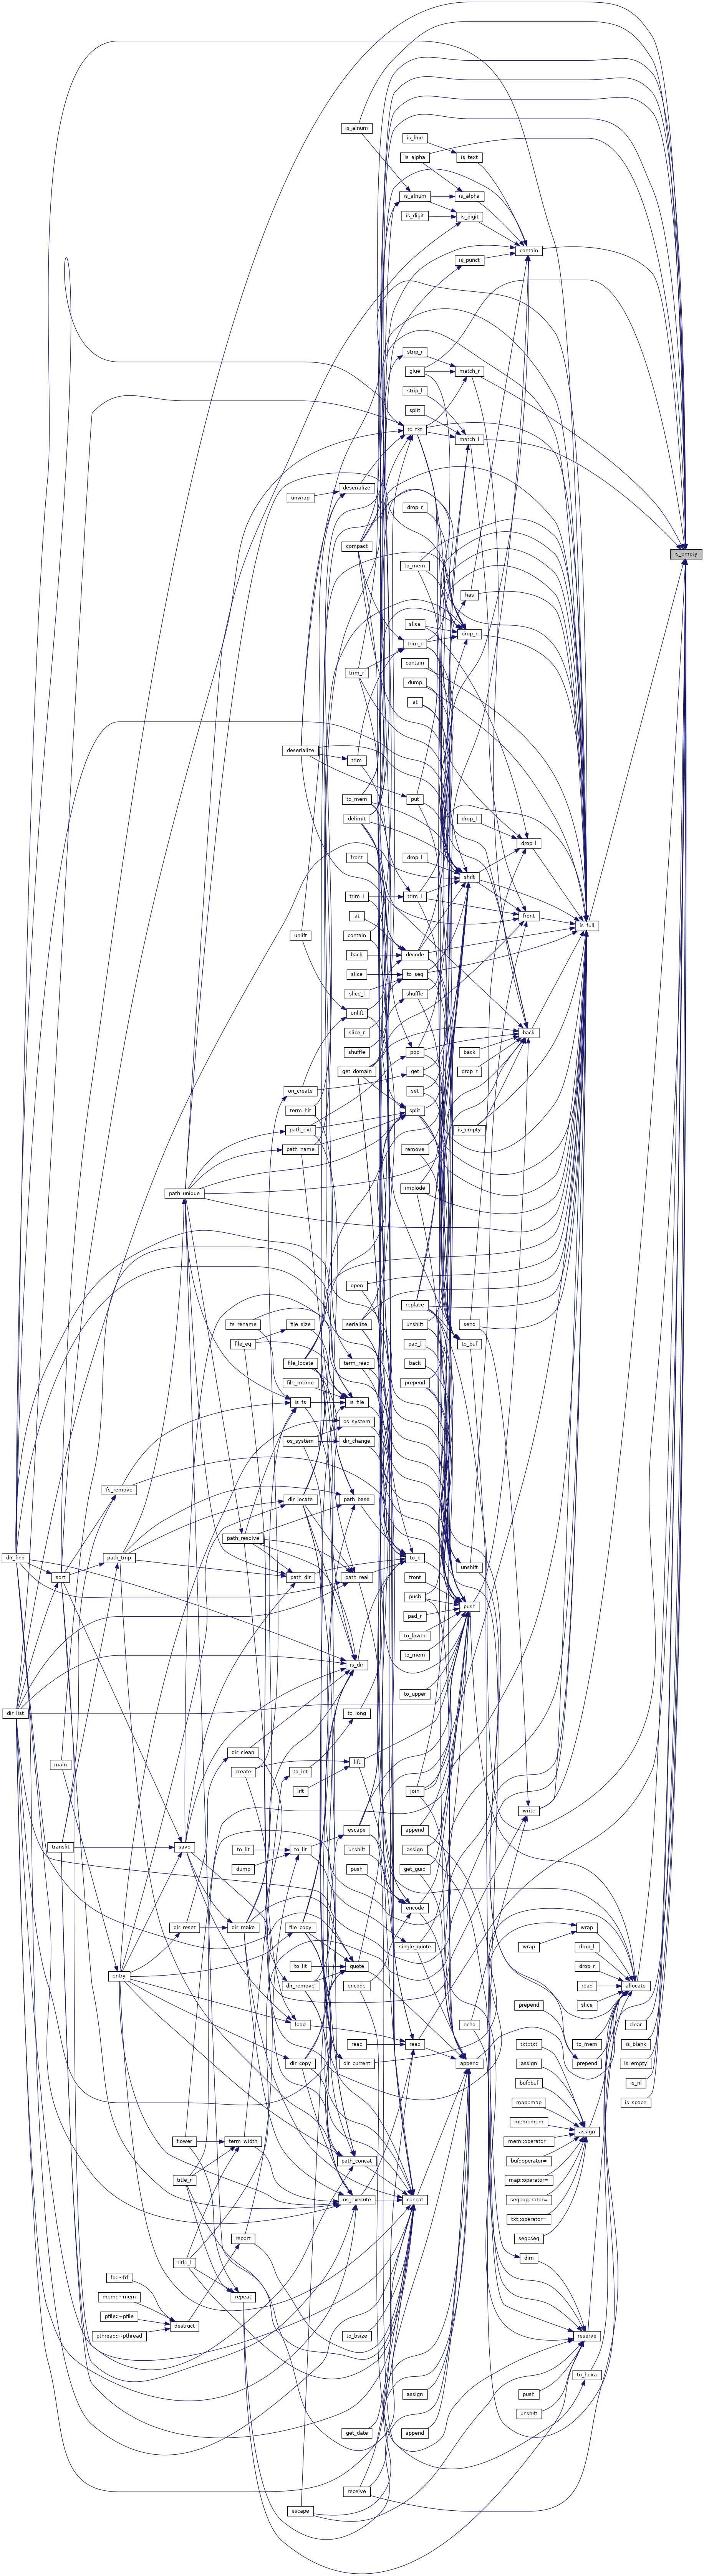 is_alnum
is_line
is_alpha
is_text
is_alnum
is_alpha
is_digit
is_digit
contain
is_punct
strip_r
glue
match_r
strip_l
split
to_txt
match_l
deserialize
unwrap
drop_r
compact
is_empty
to_mem
has
slice
drop_r
trim_r
contain
trim_r
dump
at
deserialize
trim
to_mem
put
delimit
drop_l
drop_l
front
drop_l
shift
trim_l
trim_l
at
front
is_full
unlift
contain
back
decode
slice
to_seq
slice_l
shuffle
unlift
slice_r
back
shuffle
pop
back
get_domain
get
drop_r
on_create
set
term_hit
split
path_ext
is_empty
path_name
remove
path_unique
implode
open
replace
fs_rename
file_size
serialize
unshift
send
file_eq
pad_l
to_buf
file_locate
term_read
back
file_mtime
prepend
is_fs
is_file
os_system
os_system
dir_change
fs_remove
dir_locate
path_base
path_resolve
dir_find
path_tmp
to_c
unshift
sort
path_dir
path_real
front
push
push
pad_r
to_lower
to_mem
is_dir
to_upper
dir_list
to_long
dir_clean
main
create
to_int
lift
lift
join
write
escape
append
translit
save
to_lit
to_lit
unshift
assign
dump
push
get_guid
encode
dir_reset
dir_make
file_copy
single_quote
wrap
wrap
drop_l
drop_r
entry
to_lit
quote
dir_remove
encode
read
allocate
slice
prepend
load
echo
clear
read
read
txt::txt
to_mem
is_blank
dir_copy
dir_current
append
assign
prepend
is_empty
buf::buf
is_nl
map::map
is_space
mem::mem
flower
term_width
mem::operator=
assign
path_concat
buf::operator=
title_r
map::operator=
os_execute
concat
seq::operator=
txt::operator=
report
seq::seq
title_l
dim
fd::~fd
mem::~mem
repeat
pfile::~pfile
destruct
pthread::~pthread
to_bsize
reserve
to_hexa
assign
push
get_date
append
unshift
receive
escape